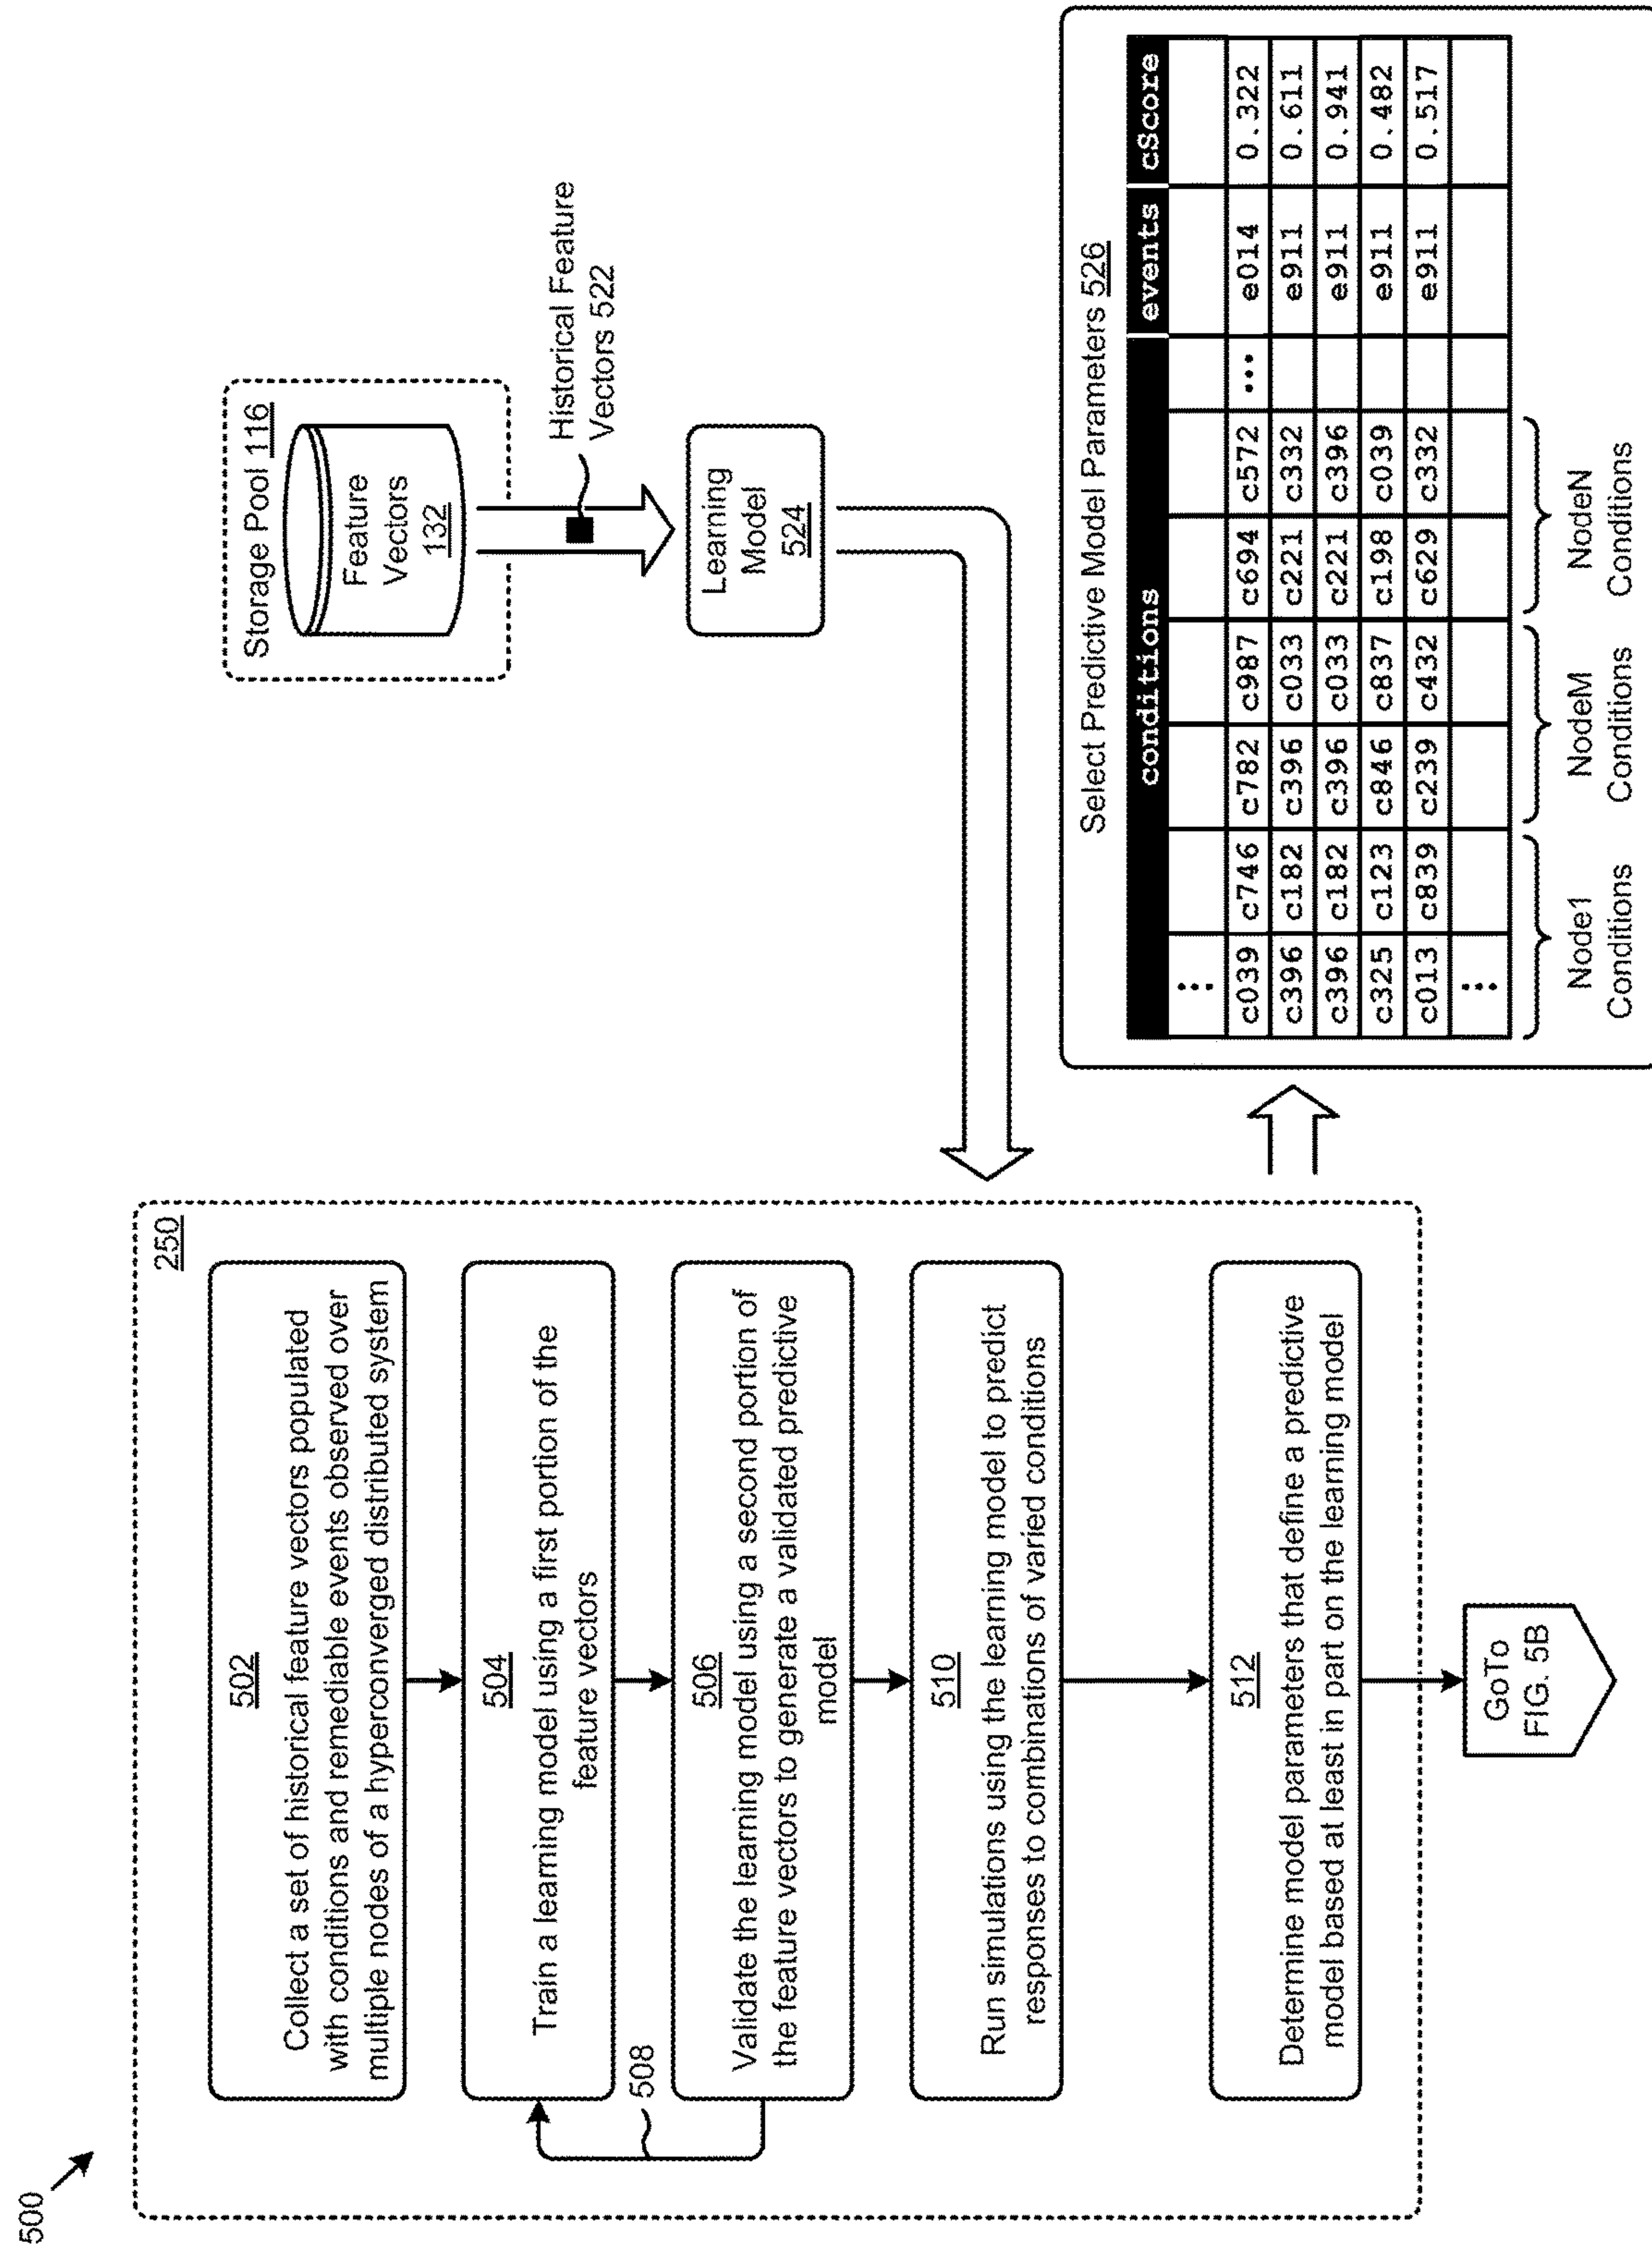 500
250
502
Collect a set of historical feature vectors populated
with conditions and remediable events observed over
multiple nodes of a hyperconverged distributed system
504
Train a learning model using a first portion of the
feature vectors
508
506
Validate the learning model using a second portion of
the feature vectors to generate a validated predictive
model
510
Run simulations using the learning model to predict
responses to combinations of varied conditions
512
Determine model parameters that define a predictive
model based at least in part on the learning model
GoTo
FIG. 5B
Storage Pool 116
Feature
Vectors
132
Historical Feature
Vectors 522
Learning
Model
524
Select Predictive Model Parameters 526
conditions events cScore
⋮
c039 c746 c782 c987 c694 c572 ... e014 0.322
c396 c182 c396 c033 c221 c332 e911 0.611
c396 c182 c396 c033 c221 c396 e911 0.941
c325 c123 c846 c837 c198 c039 e911 0.482
c013 c839 c239 c432 c629 c332 e911 0.517
⋮
Node1 NodeM NodeN
Conditions Conditions Conditions